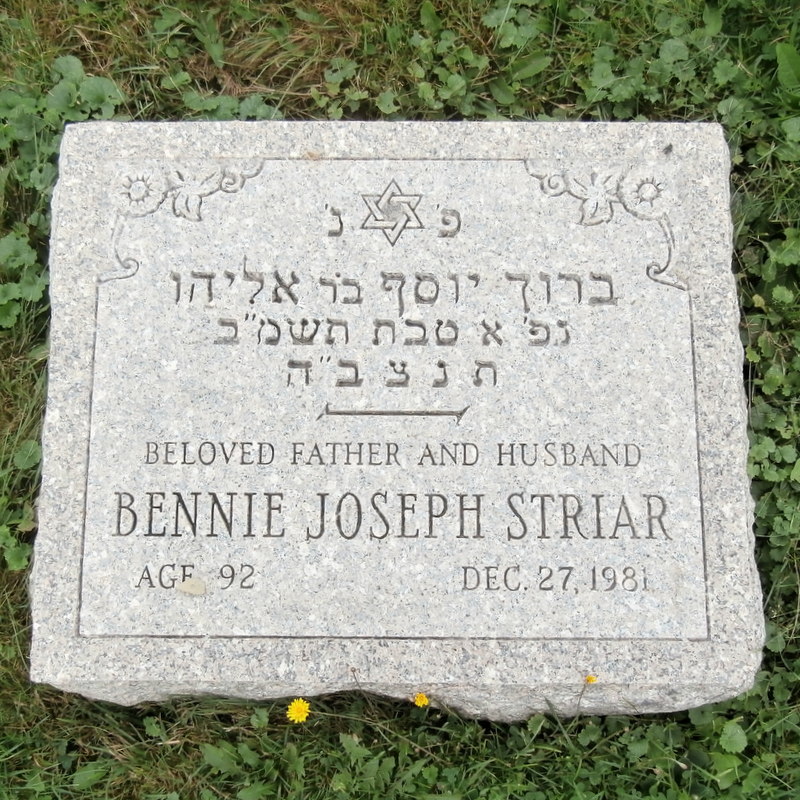 פ' נ'
ברוך יוסף בר אליהו
נפ' א טבת תשמ"ב
ת נ צ ב"ה
BELOVED FATHER AND HUSBAND
BENNIE JOSEPH STRIAR
AGE 92 DEC. 27, 1981